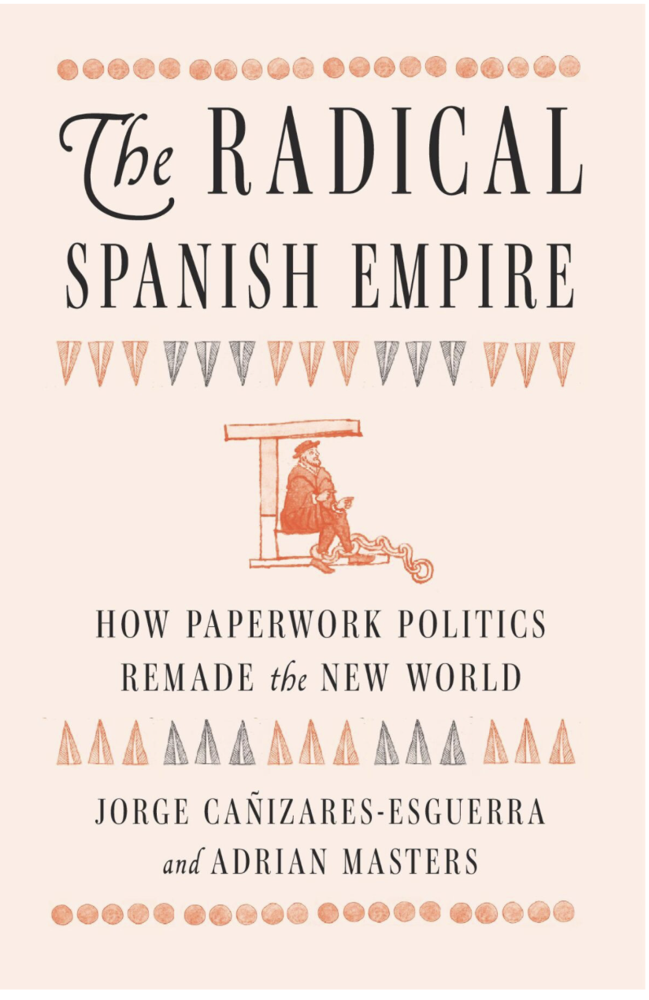 The RADICAL
SPANISH EMPIRE
HOW PAPERWORK POLITICS
REMADE the NEW WORLD
JORGE CAÑIZARES-ESGUERRA
and ADRIAN MASTERS